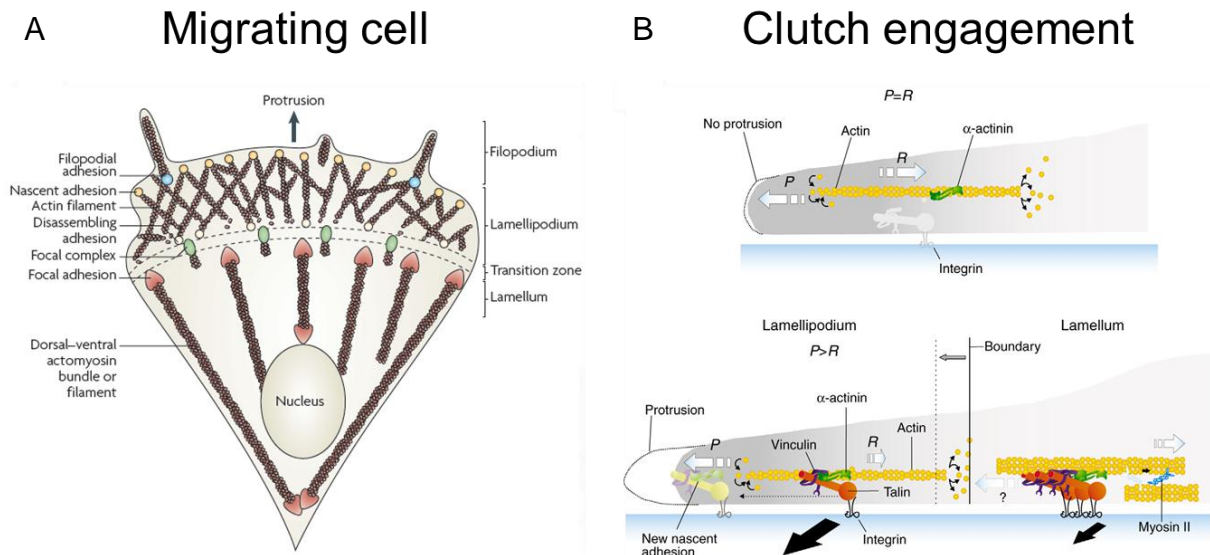 A
Migrating cell
Protrusion
Filopodial
adhesion
Nascent adhesion
Actin filament
Disassembling
adhesion
Focal complex
Focal adhesion
Dorsal–ventral
actomyosin
bundle or
filament
Filopodium
Lamellipodium
Transition zone
Lamellum
Nucleus
B
Clutch engagement
P=R
No protrusion
Actin
α-actinin
R
P
Integrin
Lamellipodium
Lamellum
P>R
Boundary
Protrusion
α-actinin
P
Vinculin
R
Actin
Talin
?
New nascent
adhesion
Integrin
Myosin II